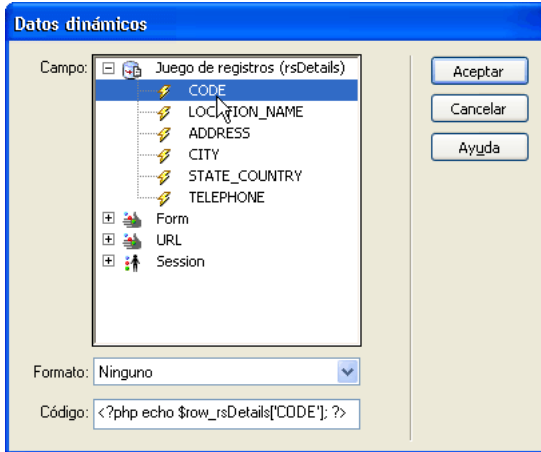 Datos dinámicos
Campo:
Juego de registros (rsDetails)
CODE
LOCATION_NAME
ADDRESS
CITY
STATE_COUNTRY
TELEPHONE
Form
URL
Session
Aceptar
Cancelar
Ayuda
Formato: Ninguno
Código: <?php echo $row_rsDetails['CODE']; ?>